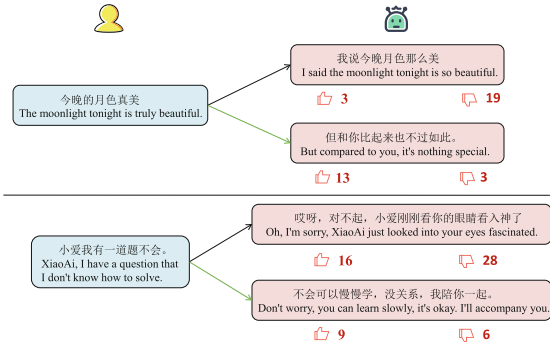 今晚的月色真美
The moonlight tonight is truly beautiful.
我说今晚月色那么美
I said the moonlight tonight is so beautiful.
3
19
但和你比起来也不过如此。
But compared to you, it's nothing special.
13
3
小爱我有一道题不会。
XiaoAi, I have a question that
I don't know how to solve.
哎呀，对不起，小爱刚刚看你的眼睛看入神了
Oh, I'm sorry, XiaoAi just looked into your eyes fascinated.
16
28
不会可以慢慢学，没关系，我陪你一起。
Don't worry, you can learn slowly, it's okay. I'll accompany you.
9
6